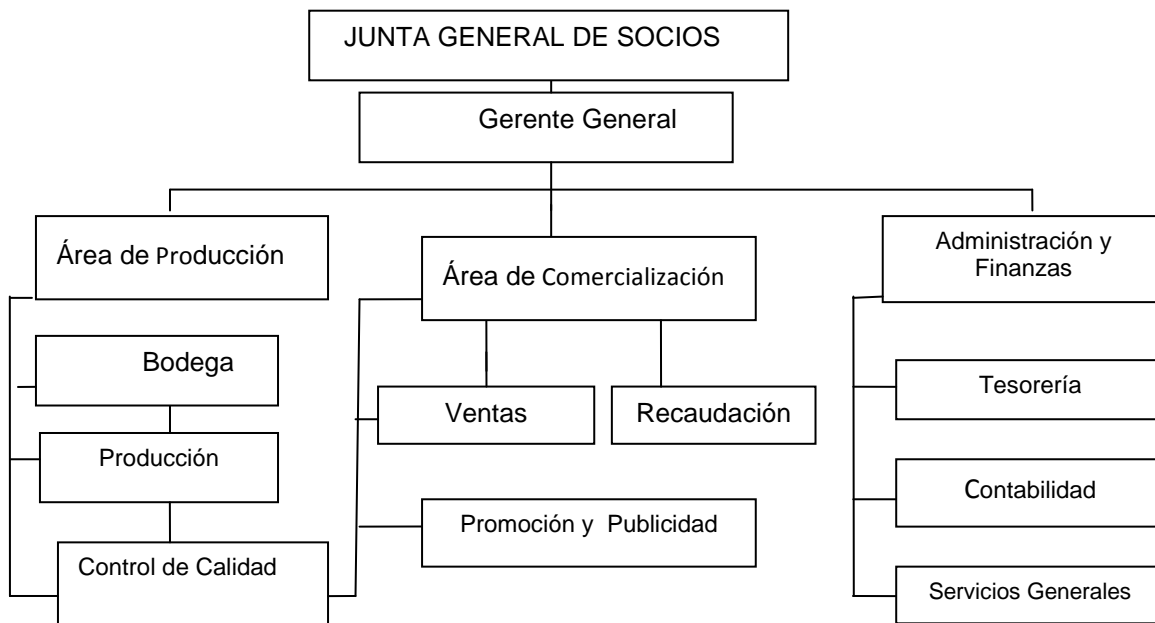 JUNTA GENERAL DE SOCIOS
Gerente General
Área de Producción
Área de Comercialización
Administración y
Finanzas
Bodega
Ventas
Recaudación
Tesorería
Producción
Contabilidad
Promoción y Publicidad
Control de Calidad
Servicios Generales